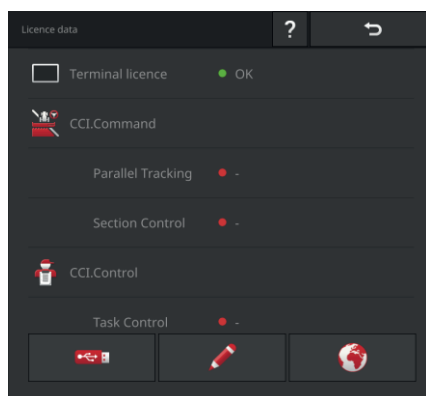 Licence data ?
Terminal licence OK
CCI.Command
Parallel Tracking -
Section Control -
CCI.Control
Task Control -